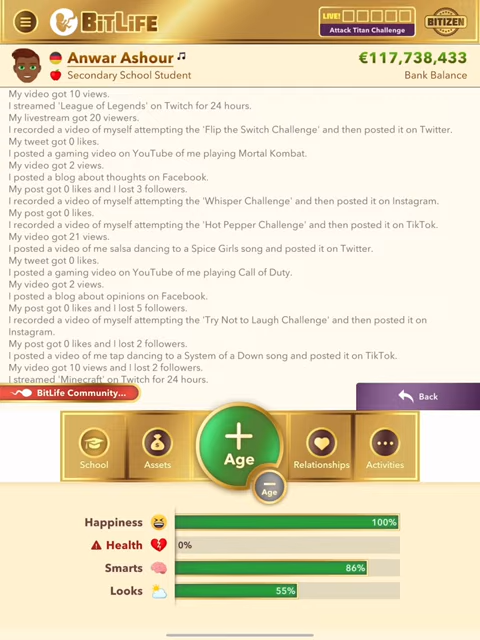 BITLIFE
LIVE!
Attack Titan Challenge
BITIZEN
Anwar Ashour
Secondary School Student
€117,738,433
Bank Balance
My video got 10 views.
I streamed 'League of Legends' on Twitch for 24 hours.
My livestream got 20 viewers.
I recorded a video of myself attempting the 'Flip the Switch Challenge' and then posted it on Twitter.
My tweet got 0 likes.
I posted a gaming video on YouTube of me playing Mortal Kombat.
My video got 2 views.
I posted a blog about thoughts on Facebook.
My post got 0 likes and I lost 3 followers.
I recorded a video of myself attempting the 'Whisper Challenge' and then posted it on Instagram.
My post got 0 likes.
I recorded a video of myself attempting the 'Hot Pepper Challenge' and then posted it on TikTok.
My video got 21 views.
I posted a video of me salsa dancing to a Spice Girls song and posted it on Twitter.
My tweet got 0 likes.
I posted a gaming video on YouTube of me playing Call of Duty.
My video got 2 views.
I posted a blog about opinions on Facebook.
My post got 0 likes and I lost 5 followers.
I recorded a video of myself attempting the 'Try Not to Laugh Challenge' and then posted it on
Instagram.
My post got 0 likes and I lost 2 followers.
I posted a video of me tap dancing to a System of a Down song and posted it on TikTok.
My video got 10 views and I lost 2 followers.
I streamed 'Minecraft' on Twitch for 24 hours.
BitLife Community...
Back
School
Assets
+
Age
Age
Relationships
Activities
Happiness 100%
Health 0%
Smarts 86%
Looks 55%